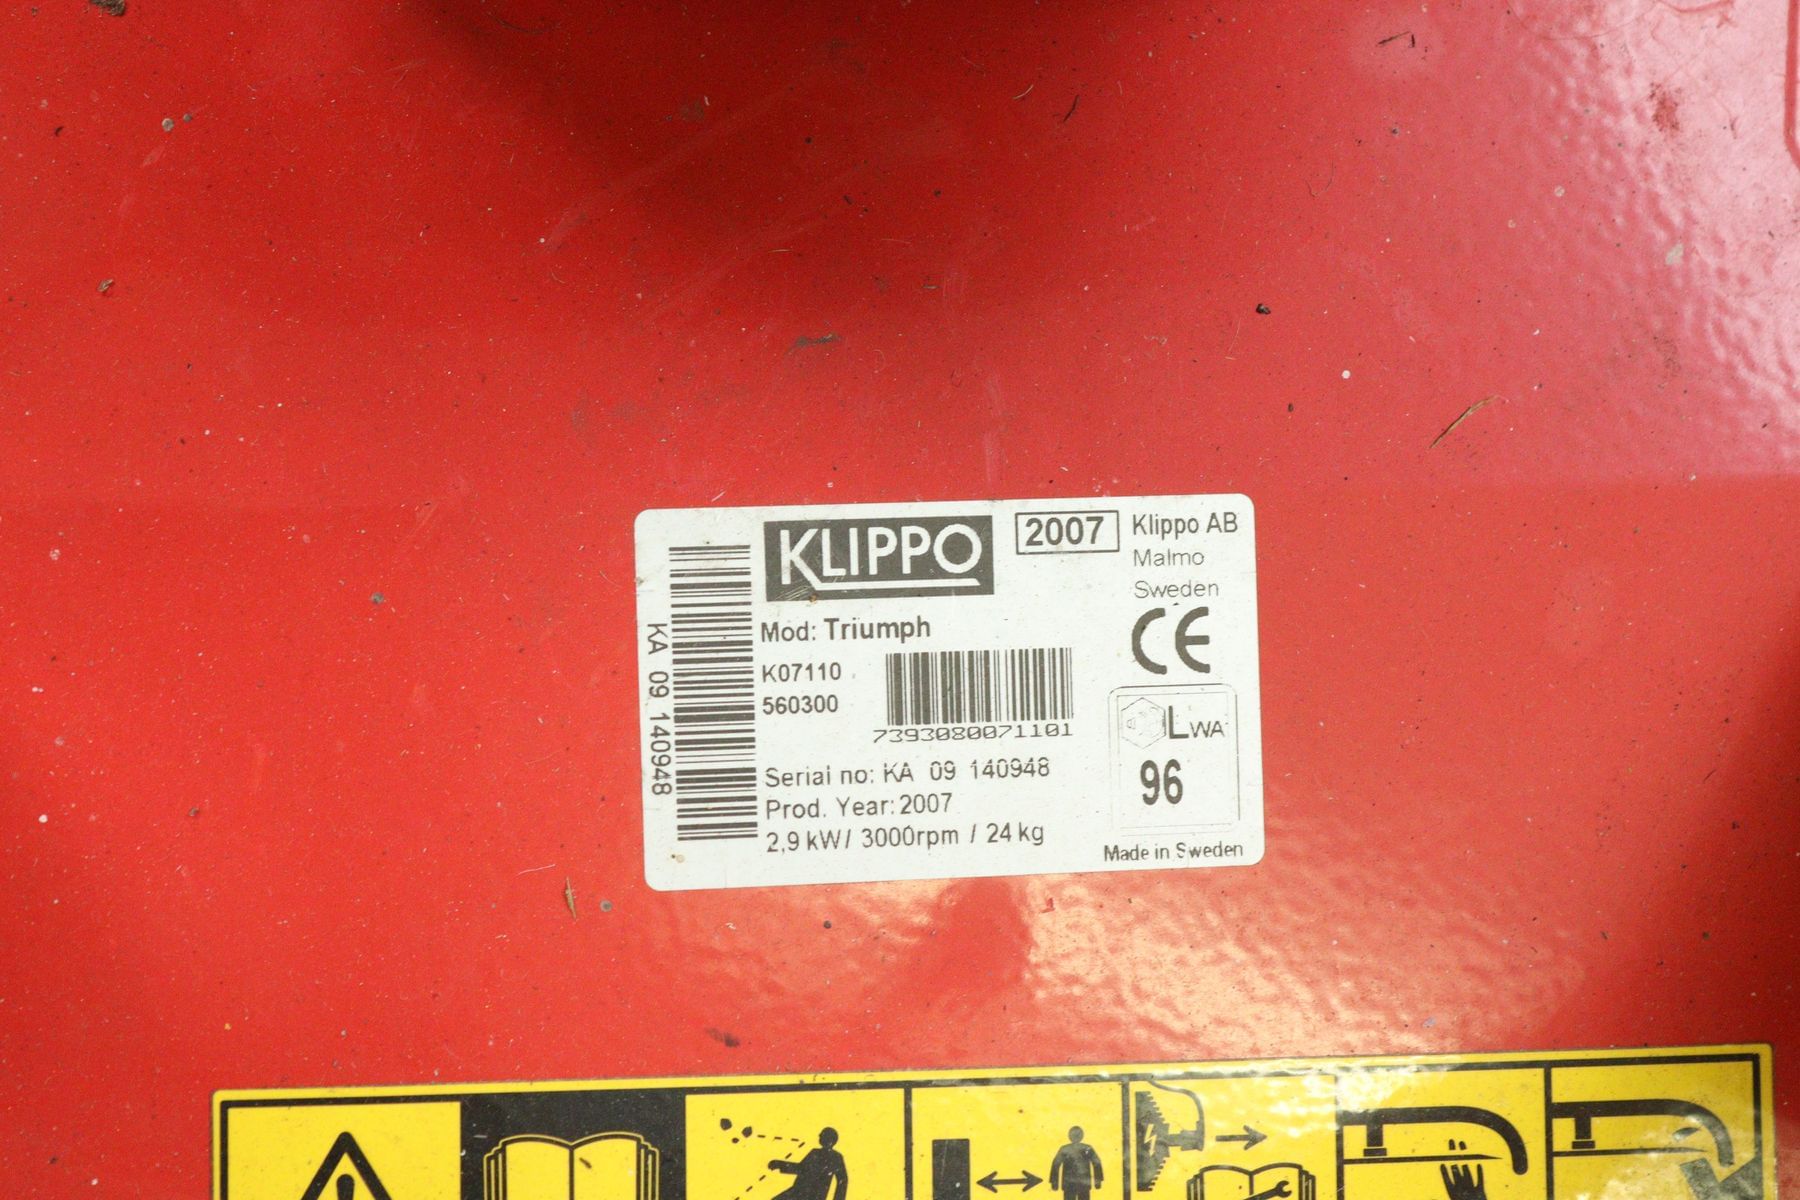 KLIPPO
2007
Klippo AB
Malmo
Sweden
CE
Mod: Triumph
K07110
560300
7393080071101
KA 09 140948
LWA
96
Serial no: KA 09 140948
Prod. Year: 2007
2,9 kW / 3000rpm / 24 kg
Made in Sweden